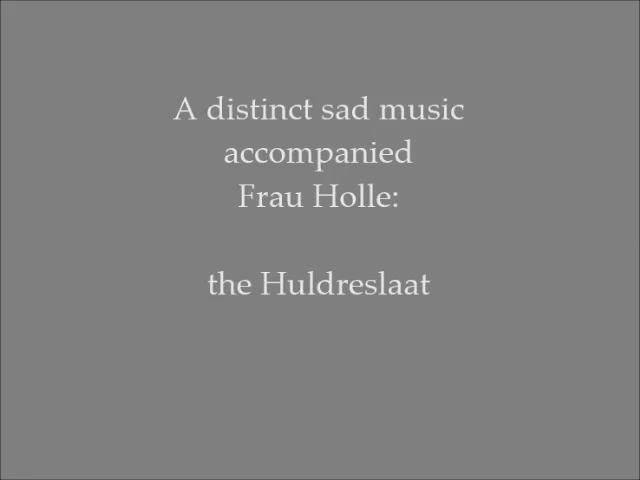 A distinct sad music
accompanied
Frau Holle:
the Huldreslaat